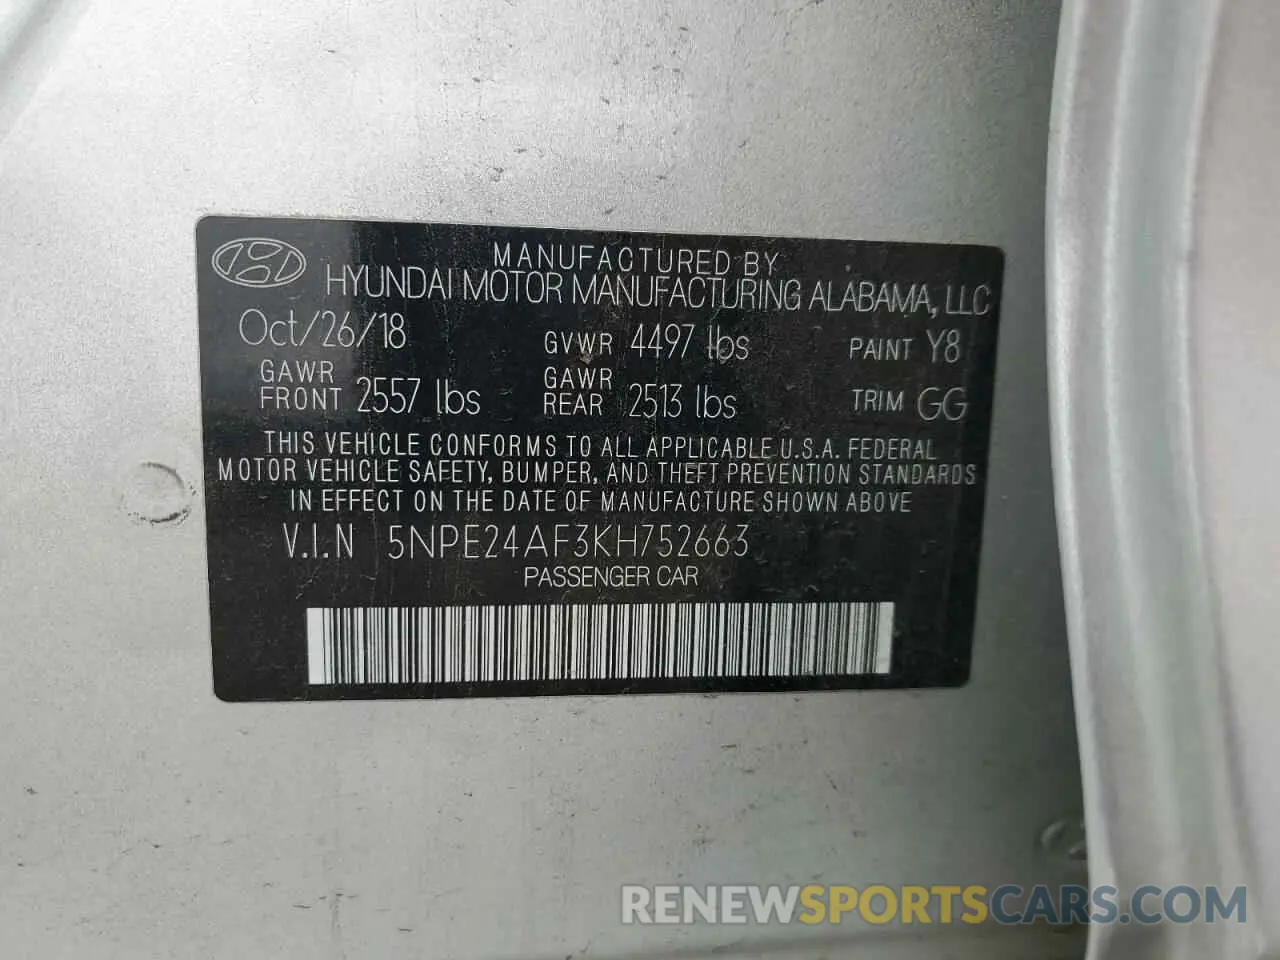 MANUFACTURED BY
HYUNDAI MOTOR MANUFACTURING ALABAMA, LLC
Oct/26/18 GVWR 4497 lbs PAINT Y8
GAWR FRONT 2557 lbs GAWR REAR 2513 lbs TRIM GG
THIS VEHICLE CONFORMS TO ALL APPLICABLE U.S.A. FEDERAL
MOTOR VEHICLE SAFETY, BUMPER, AND THEFT PREVENTION STANDARDS
IN EFFECT ON THE DATE OF MANUFACTURE SHOWN ABOVE
V.I.N 5NPE24AF3KH752663
PASSENGER CAR
RENEWSPORTSCARS.COM